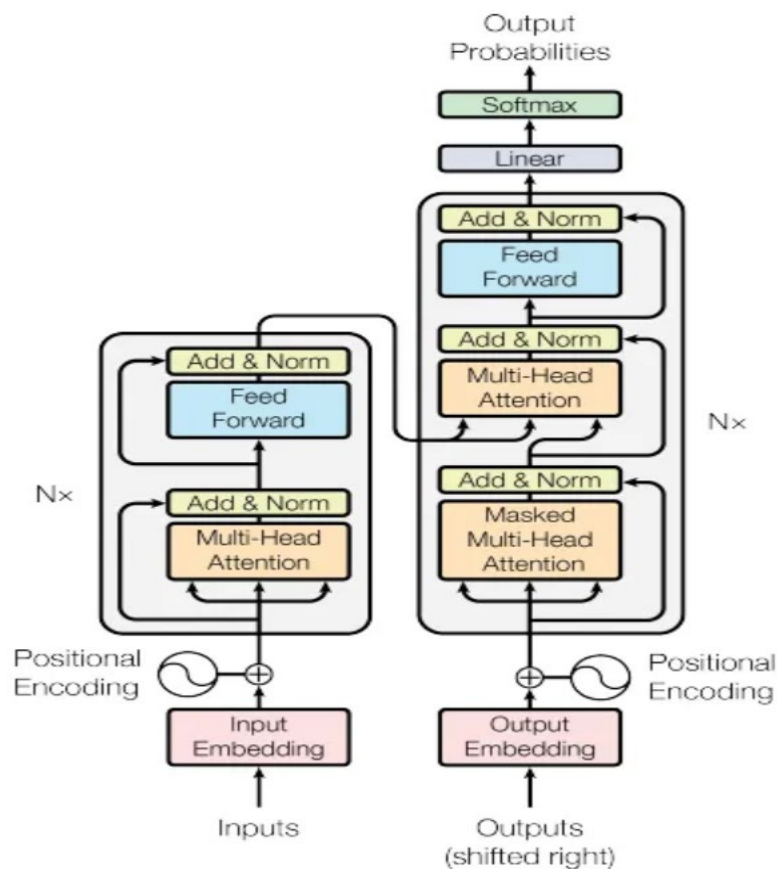 Output
Probabilities
Softmax
Linear
Add & Norm
Feed
Forward
Add & Norm
Multi-Head
Attention
Nx
Add & Norm
Masked
Multi-Head
Attention
Add & Norm
Feed
Forward
Nx
Add & Norm
Multi-Head
Attention
Positional
Encoding
Positional
Encoding
Input
Embedding
Output
Embedding
Inputs
Outputs
(shifted right)